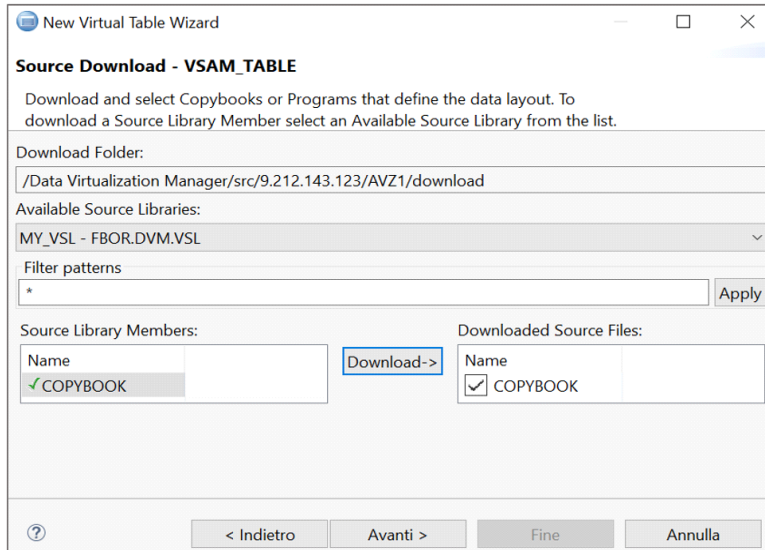 New Virtual Table Wizard
Source Download - VSAM_TABLE
Download and select Copybooks or Programs that define the data layout. To
download a Source Library Member select an Available Source Library from the list.
Download Folder:
/Data Virtualization Manager/src/9.212.143.123/AVZ1/download
Available Source Libraries:
MY_VSL - FBOR.DVM.VSL
Filter patterns
*
Apply
Source Library Members:
Name
COPYBOOK
Download->
Downloaded Source Files:
Name
COPYBOOK
?
< Indietro
Avanti >
Fine
Annulla